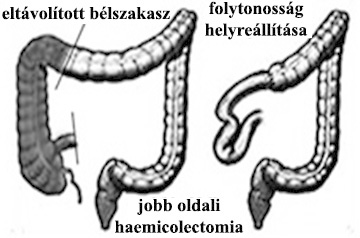 eltávolított bélszakasz
folytonosság
helyreállítása
jobb oldali
haemicolectomia